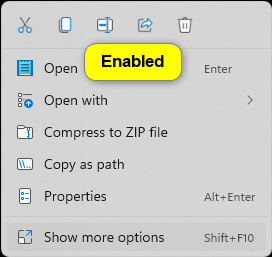 Enabled
Open Enter
Open with
Compress to ZIP file
Copy as path
Properties Alt+Enter
Show more options Shift+F10